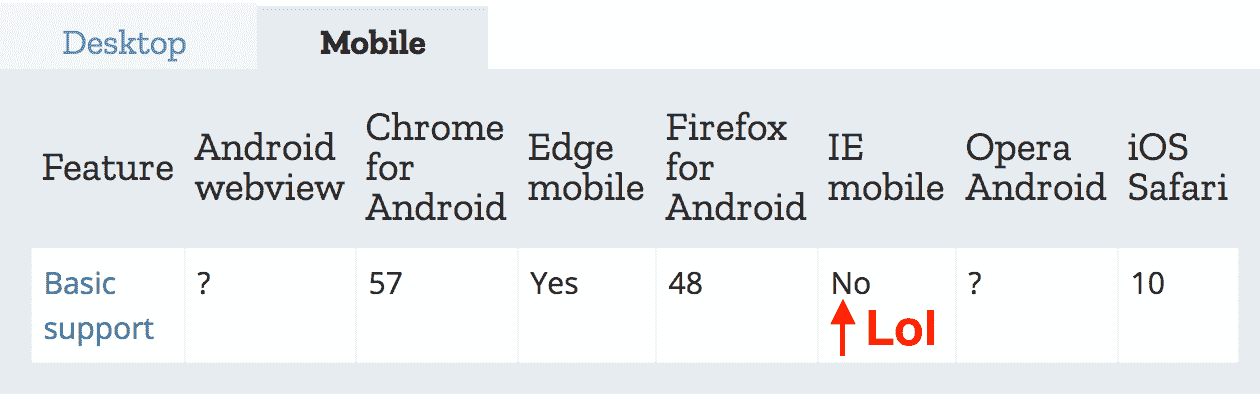 Desktop Mobile
Feature Android webview Chrome for Android Edge mobile Firefox for Android IE mobile Opera Android iOS Safari
Basic support ? 57 Yes 48 No ? 10
Lol